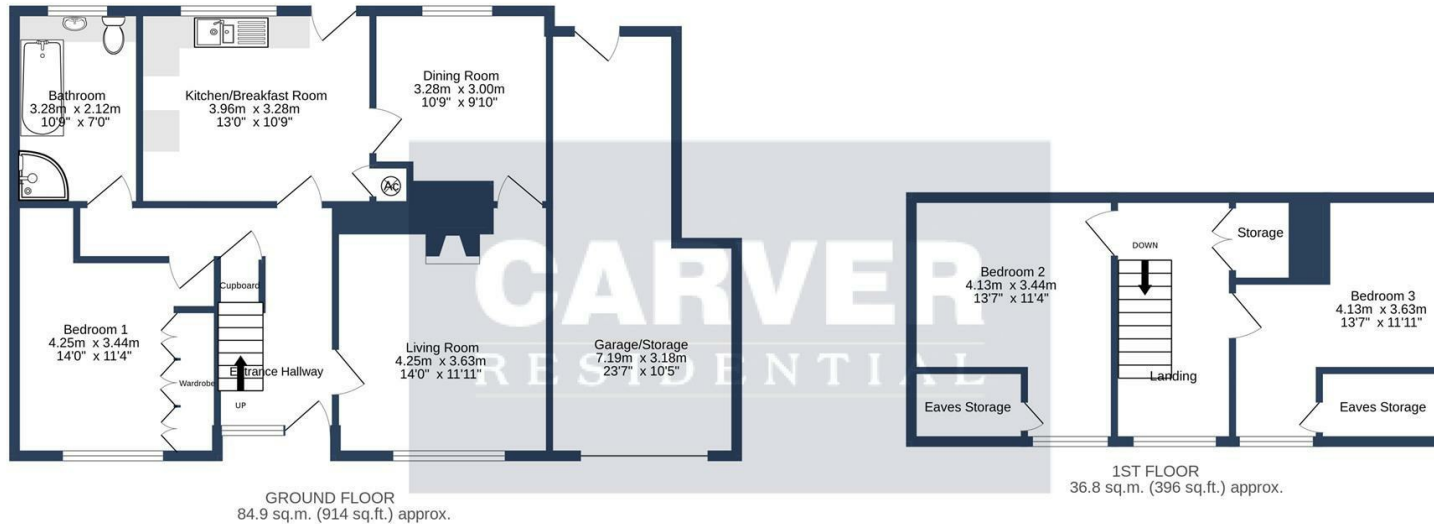 Bathroom
3.28m x 2.12m
10'9" x 7'0"
Kitchen/Breakfast Room
3.96m x 3.28m
13'0" x 10'9"
Dining Room
3.28m x 3.00m
10'9" x 9'10"
Ac
Cupboard
Bedroom 1
4.25m x 3.44m
14'0" x 11'4"
Wardrobe
Entrance Hallway
UP
Living Room
4.25m x 3.63m
14'0" x 11'11"
Garage/Storage
7.19m x 3.18m
23'7" x 10'5"
CARVER
RESIDENTIAL
GROUND FLOOR
84.9 sq.m. (914 sq.ft.) approx.
Bedroom 2
4.13m x 3.44m
13'7" x 11'4"
DOWN
Storage
Bedroom 3
4.13m x 3.63m
13'7" x 11'11"
Landing
Eaves Storage
Eaves Storage
1ST FLOOR
36.8 sq.m. (396 sq.ft.) approx.